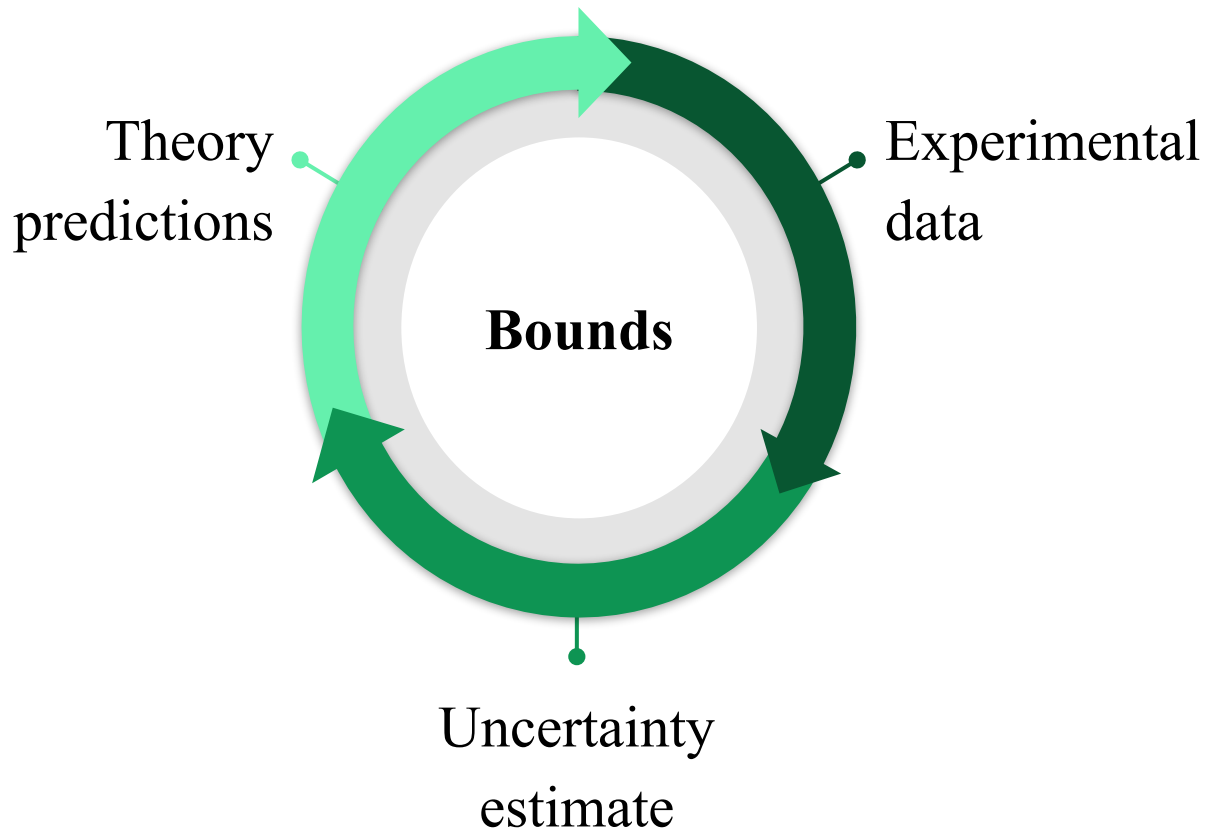 Theory
predictions
Experimental
data
Bounds
Uncertainty
estimate